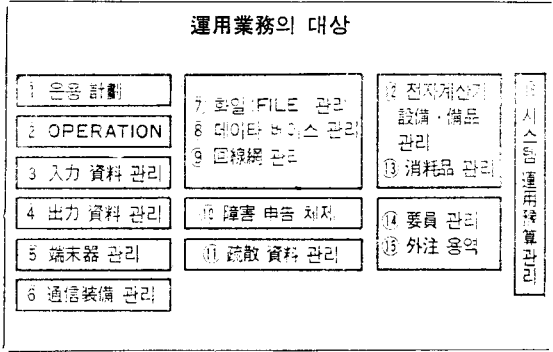 運用業務의 대상
1 운용 計劃
2 OPERATION
3 入力 資料 관리
4 出力 資料 관리
5 端末器 관리
6 通信装備 관리
7 화일(FILE) 관리
8 데이타 베이스 관리
⑨ 回線網 관리
⑩ 障害 申告 체제
⑪ 疏散 資料 관리
⑫ 전자계산기
設備・備品
관리
⑬ 消耗品 관리
⑭ 要員 관리
⑮ 外注 용역
시스템 運用豫算관리